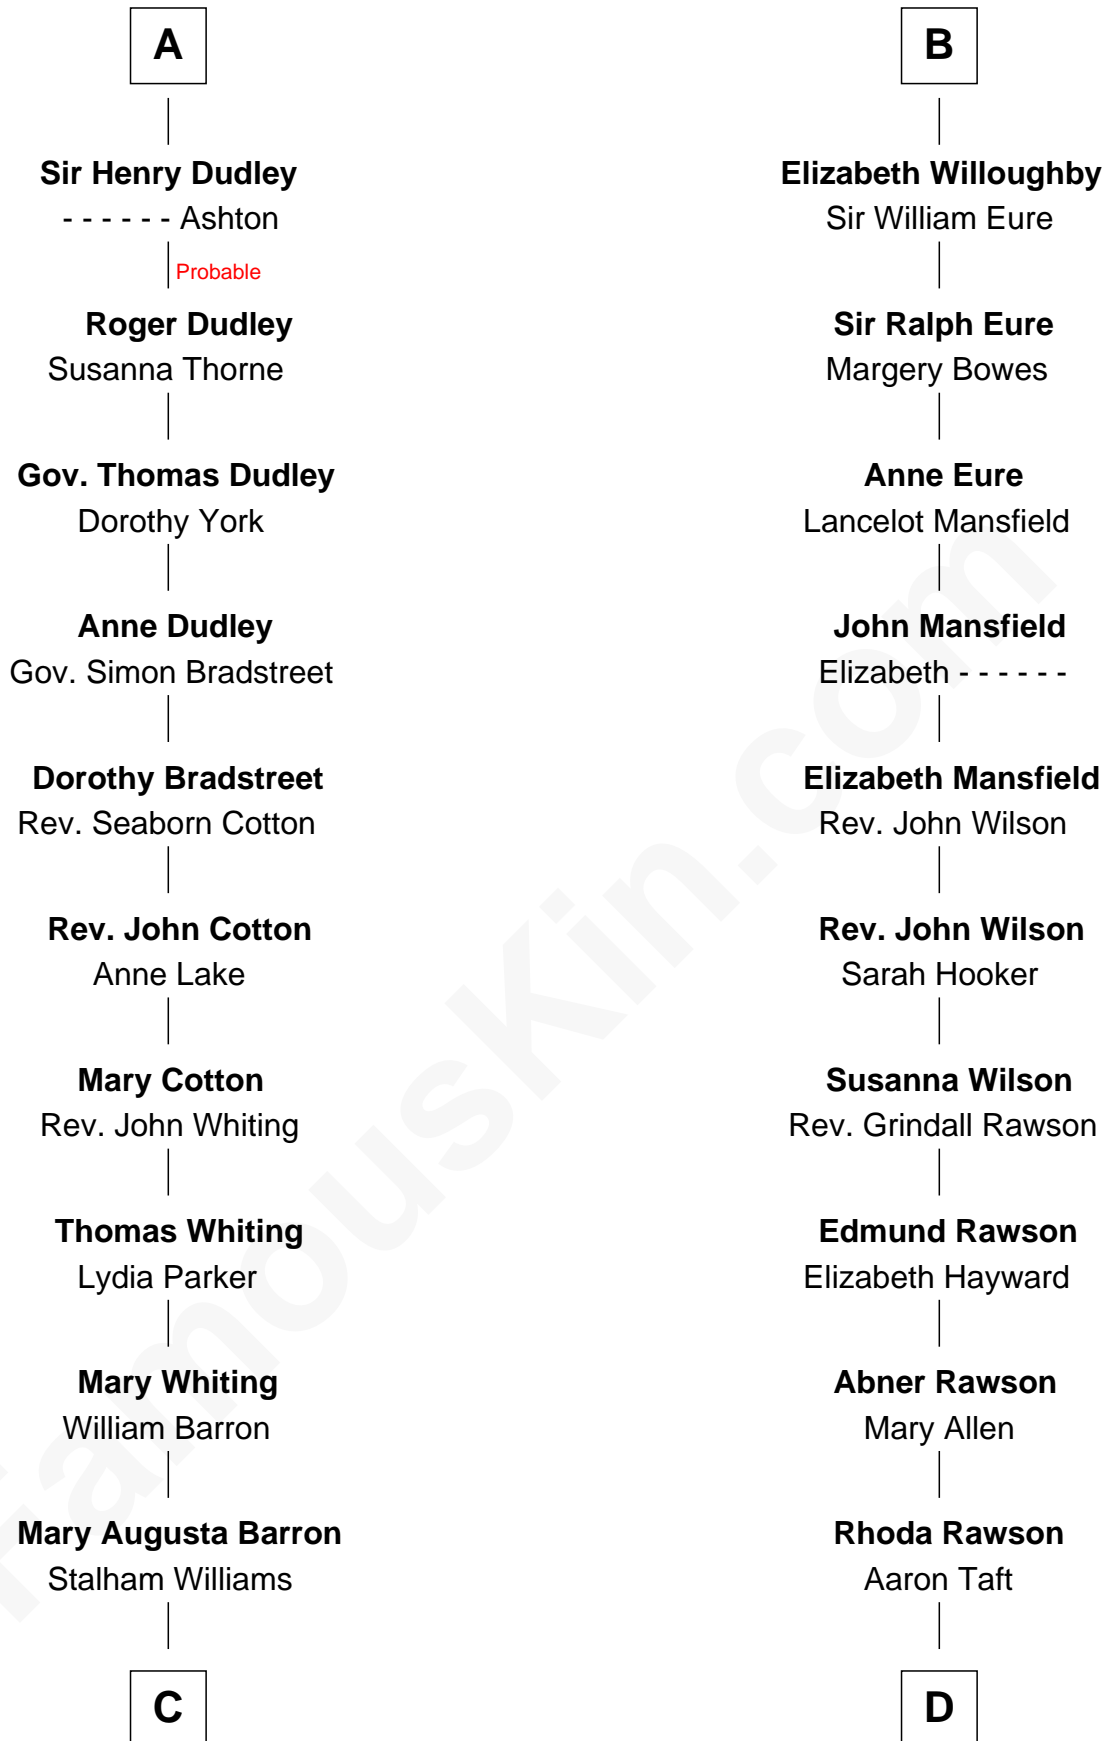 A
Sir Henry Dudley
- - - - - - Ashton
Probable
Roger Dudley
Susanna Thorne
Gov. Thomas Dudley
Dorothy York
Anne Dudley
Gov. Simon Bradstreet
Dorothy Bradstreet
Rev. Seaborn Cotton
Rev. John Cotton
Anne Lake
Mary Cotton
Rev. John Whiting
Thomas Whiting
Lydia Parker
Mary Whiting
William Barron
Mary Augusta Barron
Stalham Williams
C
B
Elizabeth Willoughby
Sir William Eure
Sir Ralph Eure
Margery Bowes
Anne Eure
Lancelot Mansfield
John Mansfield
Elizabeth - - - - - -
Elizabeth Mansfield
Rev. John Wilson
Rev. John Wilson
Sarah Hooker
Susanna Wilson
Rev. Grindall Rawson
Edmund Rawson
Elizabeth Hayward
Abner Rawson
Mary Allen
Rhoda Rawson
Aaron Taft
D
FamousKin.com